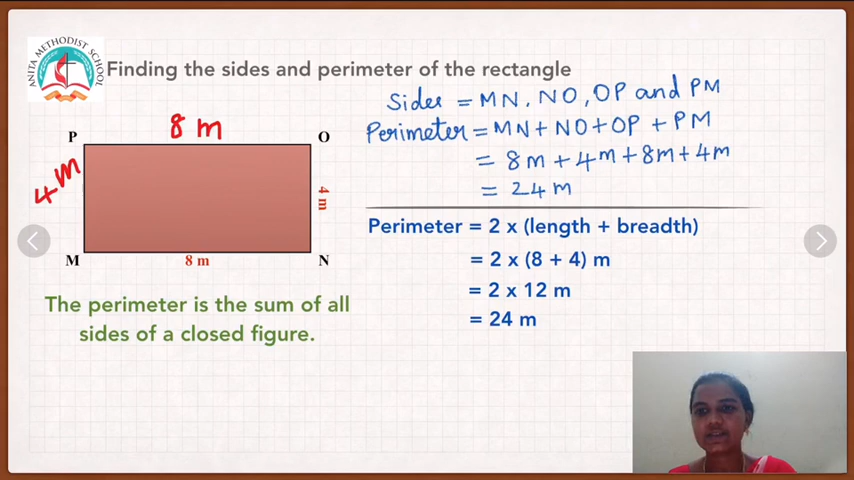 ANITA METHODIST SCHOOL
Finding the sides and perimeter of the rectangle
Sides = MN, NO, OP and PM
Perimeter = MN + NO + OP + PM
= 8m + 4m + 8m + 4m
= 24 m
P
8 m
O
4 m
4 m
M
8 m
N
Perimeter = 2 x (length + breadth)
= 2 x (8 + 4) m
= 2 x 12 m
= 24 m
The perimeter is the sum of all
sides of a closed figure.